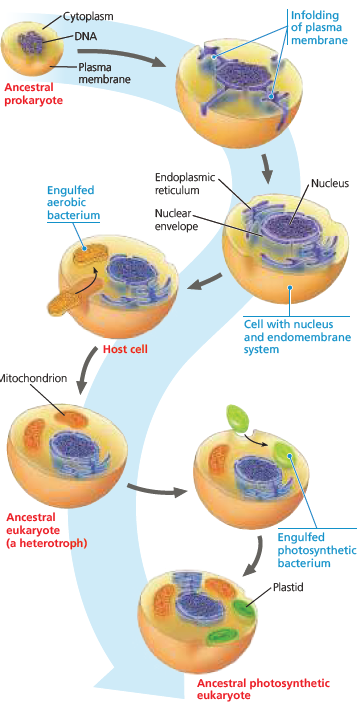 Cytoplasm
DNA
Plasma
membrane
Ancestral
prokaryote
Infolding
of plasma
membrane
Endoplasmic
reticulum
Nuclear
envelope
Nucleus
Engulfed
aerobic
bacterium
Host cell
Cell with nucleus
and endomembrane
system
Mitochondrion
Ancestral
eukaryote
(a heterotroph)
Engulfed
photosynthetic
bacterium
Plastid
Ancestral photosynthetic
eukaryote